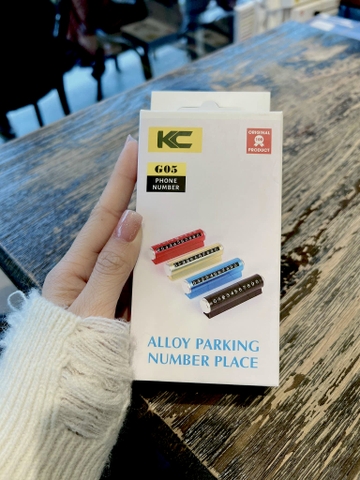 KC
ORIGINAL
PRODUCT
G05
PHONE
NUMBER
ALLOY PARKING
NUMBER PLACE